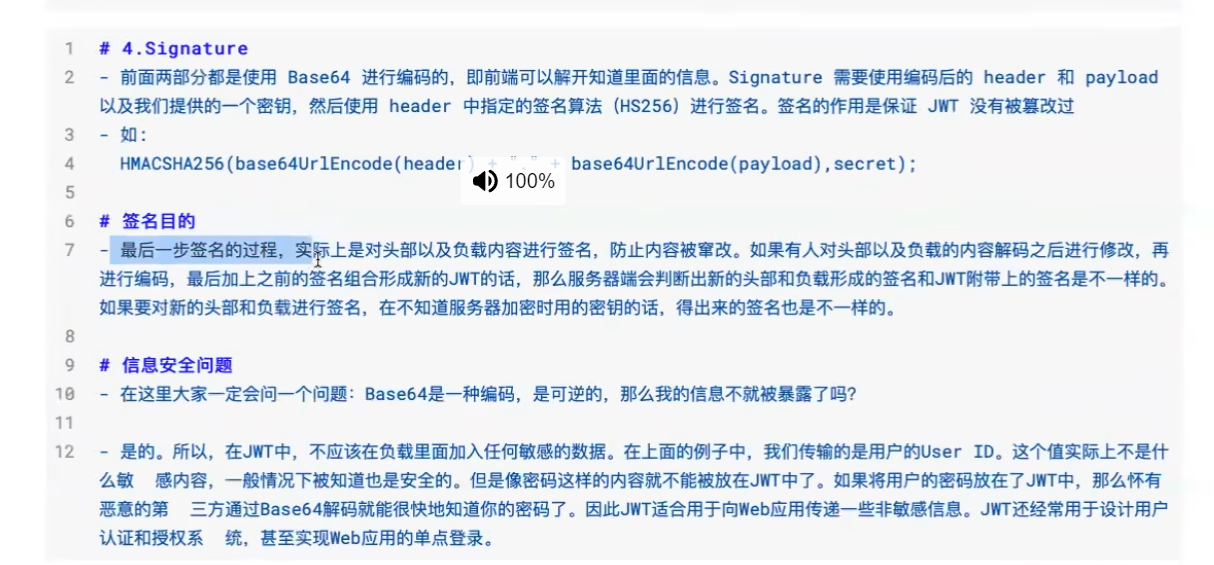 1 # 4.Signature
2 - 前面两部分都是使用 Base64 进行编码的，即前端可以解开知道里面的信息。Signature 需要使用编码后的 header 和 payload
以及我们提供的一个密钥，然后使用 header 中指定的签名算法（HS256）进行签名。签名的作用是保证 JWT 没有被篡改过
3 - 如：
4 HMACSHA256(base64UrlEncode(header) + "." + base64UrlEncode(payload),secret);
100%
5
6 # 签名目的
7 - 最后一步签名的过程，实际上是对头部以及负载内容进行签名，防止内容被窜改。如果有人对头部以及负载的内容解码之后进行修改，再
进行编码，最后加上之前的签名组合形成新的JWT的话，那么服务器端会判断出新的头部和负载形成的签名和JWT附带上的签名是不一样的。
如果要对新的头部和负载进行签名，在不知道服务器加密时用的密钥的话，得出来的签名也是不一样的。
8
9 # 信息安全问题
10 - 在这里大家一定会问一个问题：Base64是一种编码，是可逆的，那么我的信息不就被暴露了吗？
11
12 - 是的。所以，在JWT中，不应该在负载里面加入任何敏感的数据。在上面的例子中，我们传输的是用户的User ID。这个值实际上不是什
么敏 感内容，一般情况下被知道也是安全的。但是像密码这样的内容就不能被放在JWT中了。如果将用户的密码放在了JWT中，那么怀有
恶意的第 三方通过Base64解码就能很快地知道你的密码了。因此JWT适合用于向Web应用传递一些非敏感信息。JWT还经常用于设计用户
认证和授权系 统，甚至实现Web应用的单点登录。